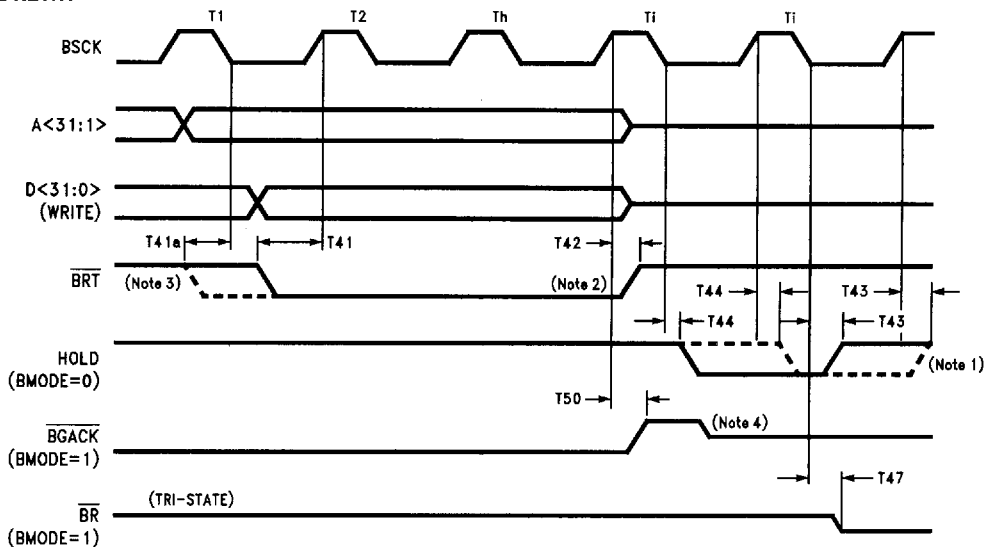 T1 T2 Th Ti Ti
BSCK
A<31:1>
D<31:0>
(WRITE)
T41a T41 T42
BRT (Note 3) (Note 2) T44 T43
T44 T43
HOLD
(BMODE=0)
(Note 1)
T50
BGACK
(BMODE=1)
(Note 4)
T47
(TRI-STATE)
BR
(BMODE=1)